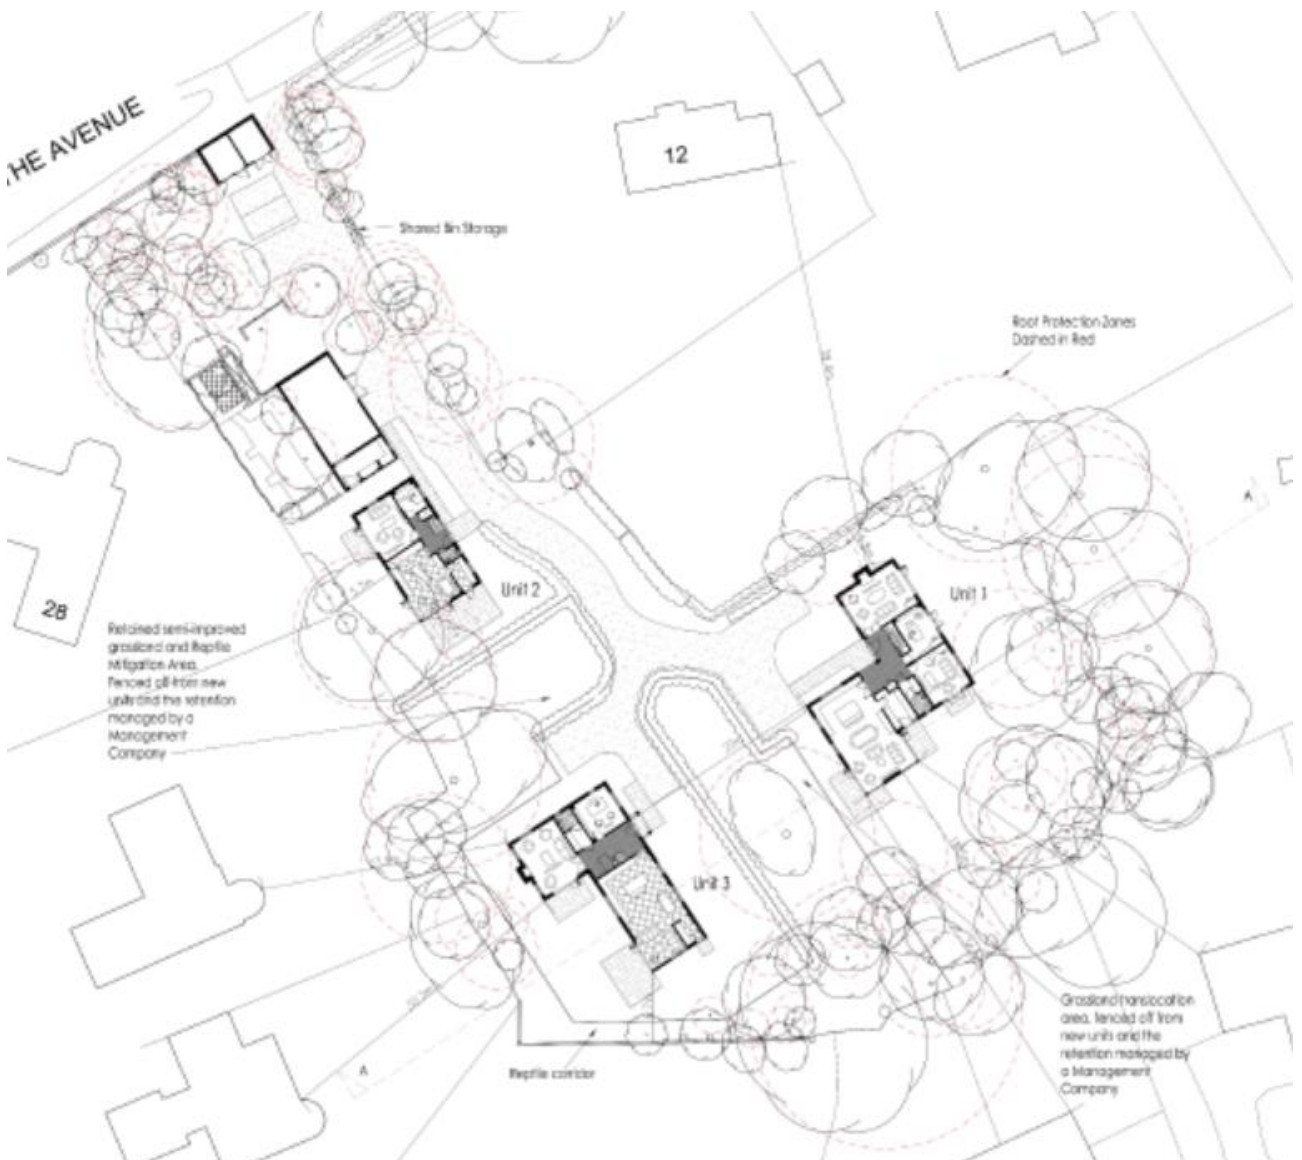 THE AVENUE
12
Shared Bin Storage
Root Protection Zones
Dashed in Red
A
Unit 2
Unit 1
28
Retained semi-improved
grassland and Reptile
Mitigation Area.
Fenced off from new
units and the retention
managed by a
Management
Company
Unit 3
Grassland translocation
area, fenced off from
new units and the
retention managed by
a Management
Company
A
Reptile corridor